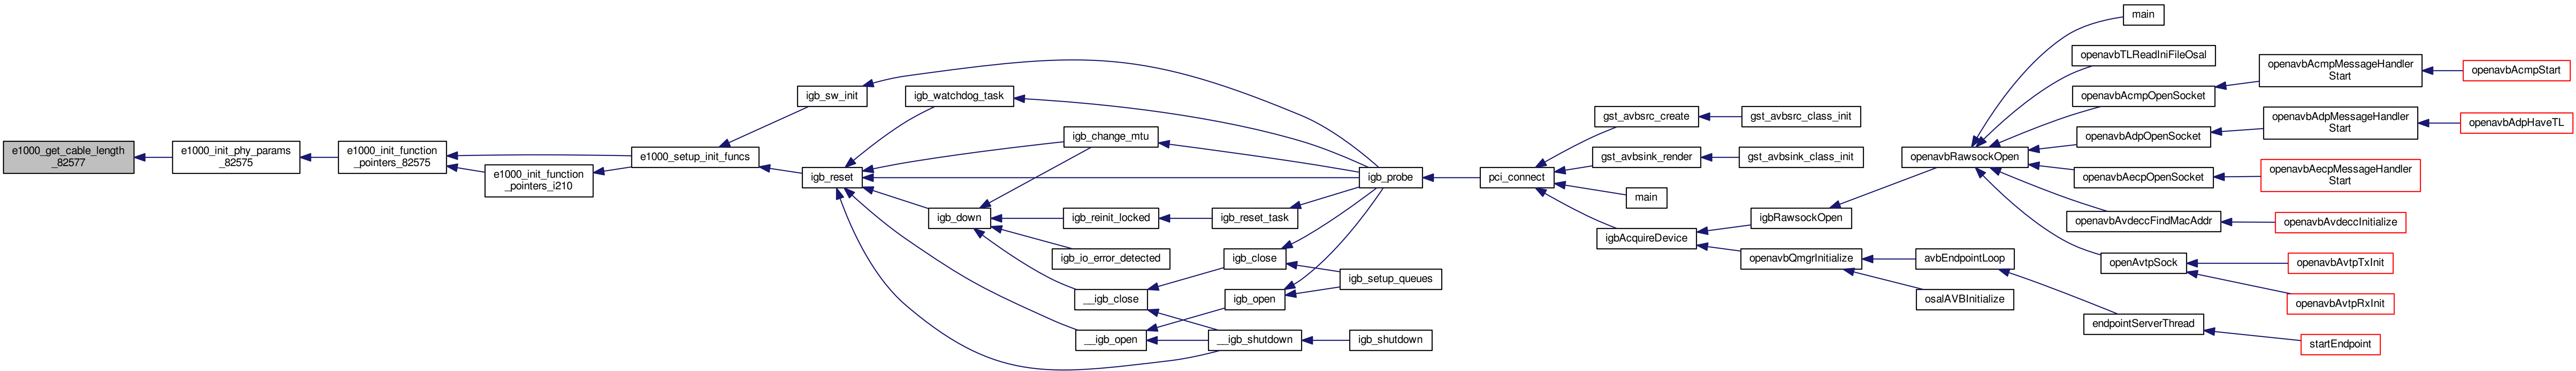 e1000_get_cable_length
_82577
e1000_init_phy_params
_82575
e1000_init_function
_pointers_82575
e1000_init_function
_pointers_i210
e1000_setup_init_funcs
igb_sw_init
igb_reset
igb_watchdog_task
igb_change_mtu
igb_down
igb_reinit_locked
igb_io_error_detected
__igb_close
__igb_open
igb_reset_task
igb_close
igb_open
__igb_shutdown
igb_probe
igb_setup_queues
igb_shutdown
pci_connect
gst_avbsrc_create
gst_avbsink_render
main
igbAcquireDevice
gst_avbsrc_class_init
gst_avbsink_class_init
igbRawsockOpen
openavbQmgrInitialize
openavbRawsockOpen
avbEndpointLoop
osalAVBInitialize
main
openavbTLReadIniFileOsal
openavbAcmpOpenSocket
openavbAdpOpenSocket
openavbAecpOpenSocket
openavbAvdeccFindMacAddr
openAvtpSock
endpointServerThread
openavbAcmpMessageHandler
Start
openavbAdpMessageHandler
Start
openavbAecpMessageHandler
Start
openavbAvdeccInitialize
openavbAvtpTxInit
openavbAvtpRxInit
startEndpoint
openavbAcmpStart
openavbAdpHaveTL